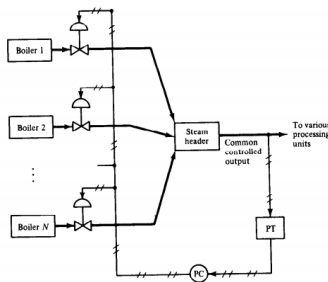 Boiler 1
Boiler 2
Boiler N
Steam
header
Common
controlled
output
To various
processing
units
PT
PC